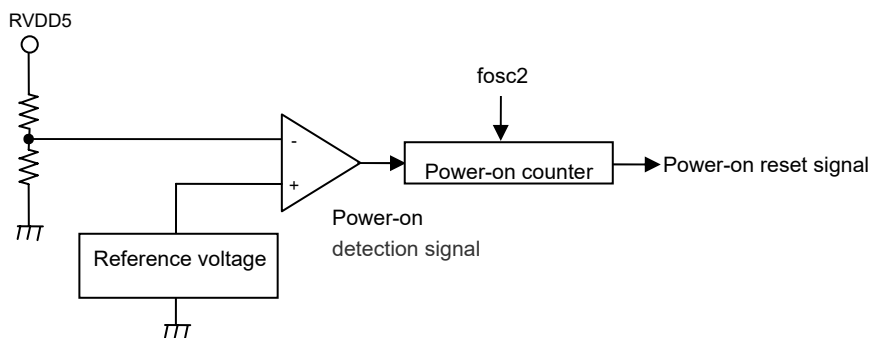 RVDD5
fosc2
-
Power-on counter
Power-on reset signal
+
Power-on
detection signal
Reference voltage